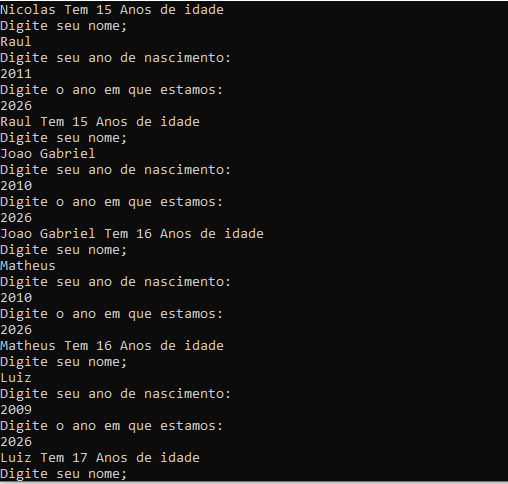 Nicolas Tem 15 Anos de idade
Digite seu nome;
Raul
Digite seu ano de nascimento:
2011
Digite o ano em que estamos:
2026
Raul Tem 15 Anos de idade
Digite seu nome;
Joao Gabriel
Digite seu ano de nascimento:
2010
Digite o ano em que estamos:
2026
Joao Gabriel Tem 16 Anos de idade
Digite seu nome;
Matheus
Digite seu ano de nascimento:
2010
Digite o ano em que estamos:
2026
Matheus Tem 16 Anos de idade
Digite seu nome;
Luiz
Digite seu ano de nascimento:
2009
Digite o ano em que estamos:
2026
Luiz Tem 17 Anos de idade
Digite seu nome;